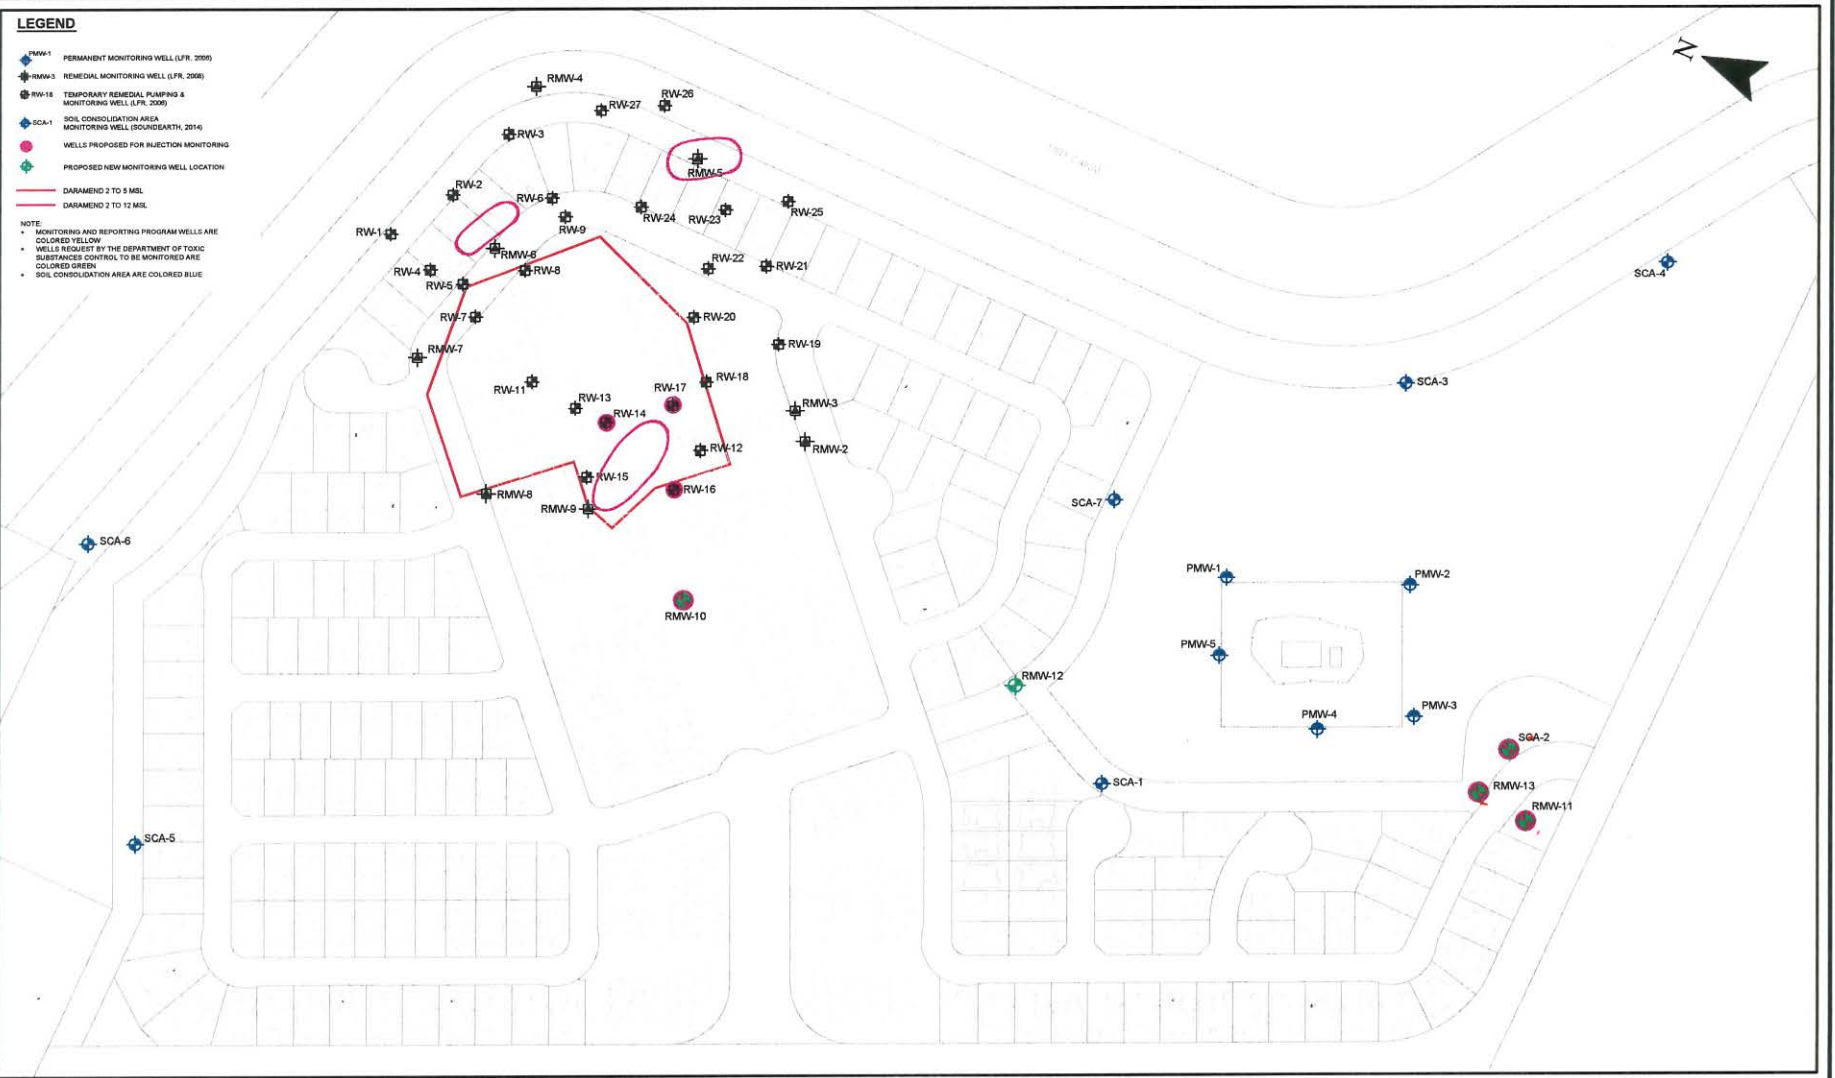 LEGEND
PMW-1 PERMANENT MONITORING WELL (LFR, 2006)
RMW-3 REMEDIAL MONITORING WELL (LFR, 2008)
RW-18 TEMPORARY REMEDIAL PUMPING &
MONITORING WELL (LFR, 2006)
SCA-1 SOIL CONSOLIDATION AREA
MONITORING WELL (SOUNDEARTH, 2014)
WELLS PROPOSED FOR INJECTION MONITORING
PROPOSED NEW MONITORING WELL LOCATION
DARAMEND 2 TO 5 MSL
DARAMEND 2 TO 12 MSL
NOTE:
• MONITORING AND REPORTING PROGRAM WELLS ARE
COLORED YELLOW
• WELLS REQUEST BY THE DEPARTMENT OF TOXIC
SUBSTANCES CONTROL TO BE MONITORED ARE
COLORED GREEN
• SOIL CONSOLIDATION AREA ARE COLORED BLUE
N
RMW-4
RW-27
RW-26
RW-3
RMW-5
RW-2
RW-6
RW-9
RW-24
RW-23
RW-25
RW-1
RMW-6
RW-4
RW-5
RW-8
RW-22
RW-21
SCA-4
RW-7
RW-20
RMW-7
RW-19
RW-11
RW-18
RW-17
RW-13
RW-14
RMW-3
SCA-3
RW-12
RMW-2
RW-15
RW-16
RMW-8
RMW-9
SCA-7
SCA-6
PMW-1
PMW-2
RMW-10
PMW-5
RMW-12
PMW-4
PMW-3
SCA-2
SCA-1
RMW-13
RMW-11
SCA-5